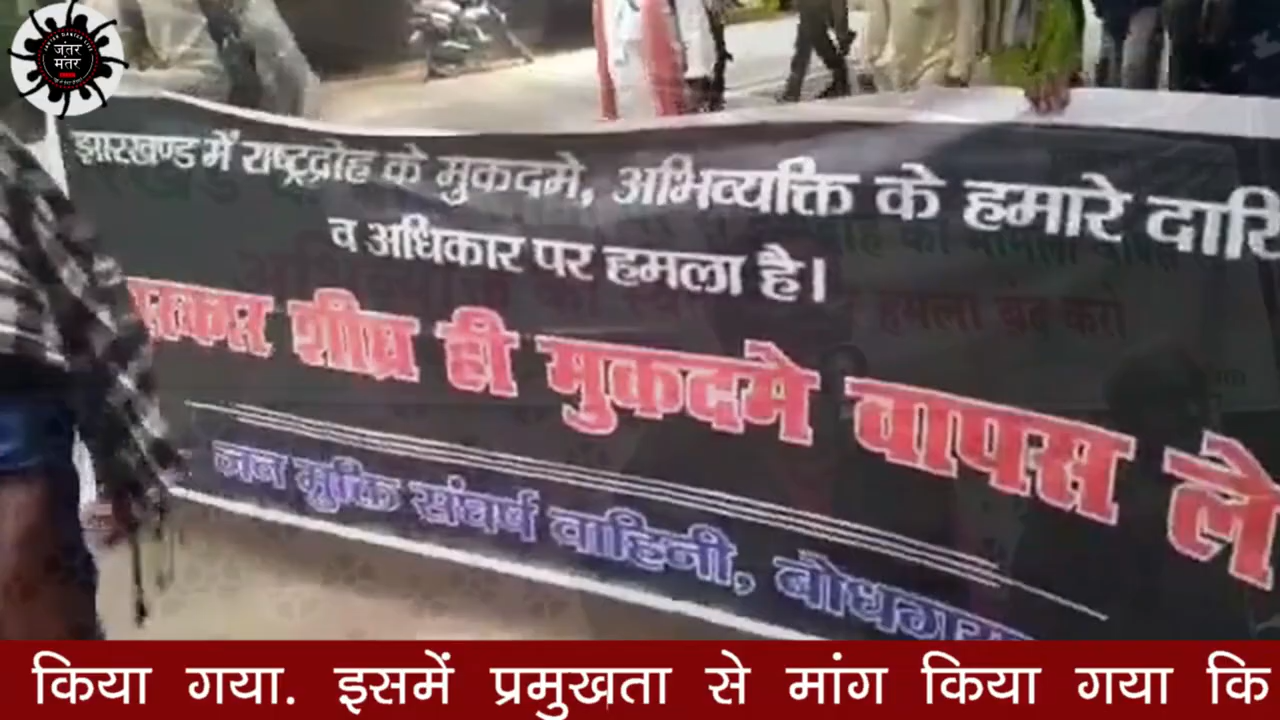 जंतर
मंतर
झारखण्ड में राष्ट्रद्रोह के मुकदमे, अभिव्यक्ति के हमारे
व अधिकार पर हमला है।
शीघ्र ही मुकदमे वापस ले
जन मुक्ति संघर्ष वाहिनी,
किया गया. इसमें प्रमुखता से मांग किया गया कि